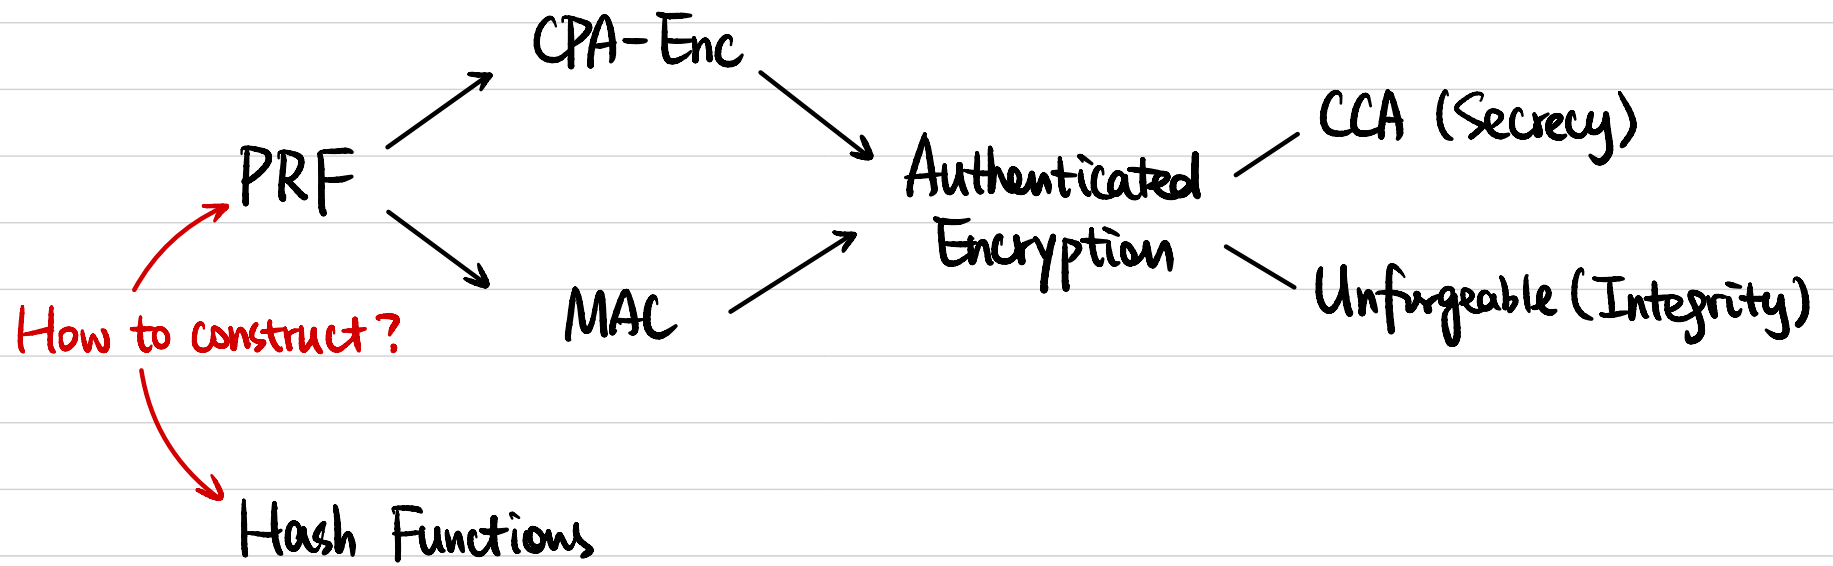 CPA-Enc
CCA (Secrecy)
PRF
Authenticated
Encryption
MAC
Unforgeable (Integrity)
How to construct?
Hash Functions